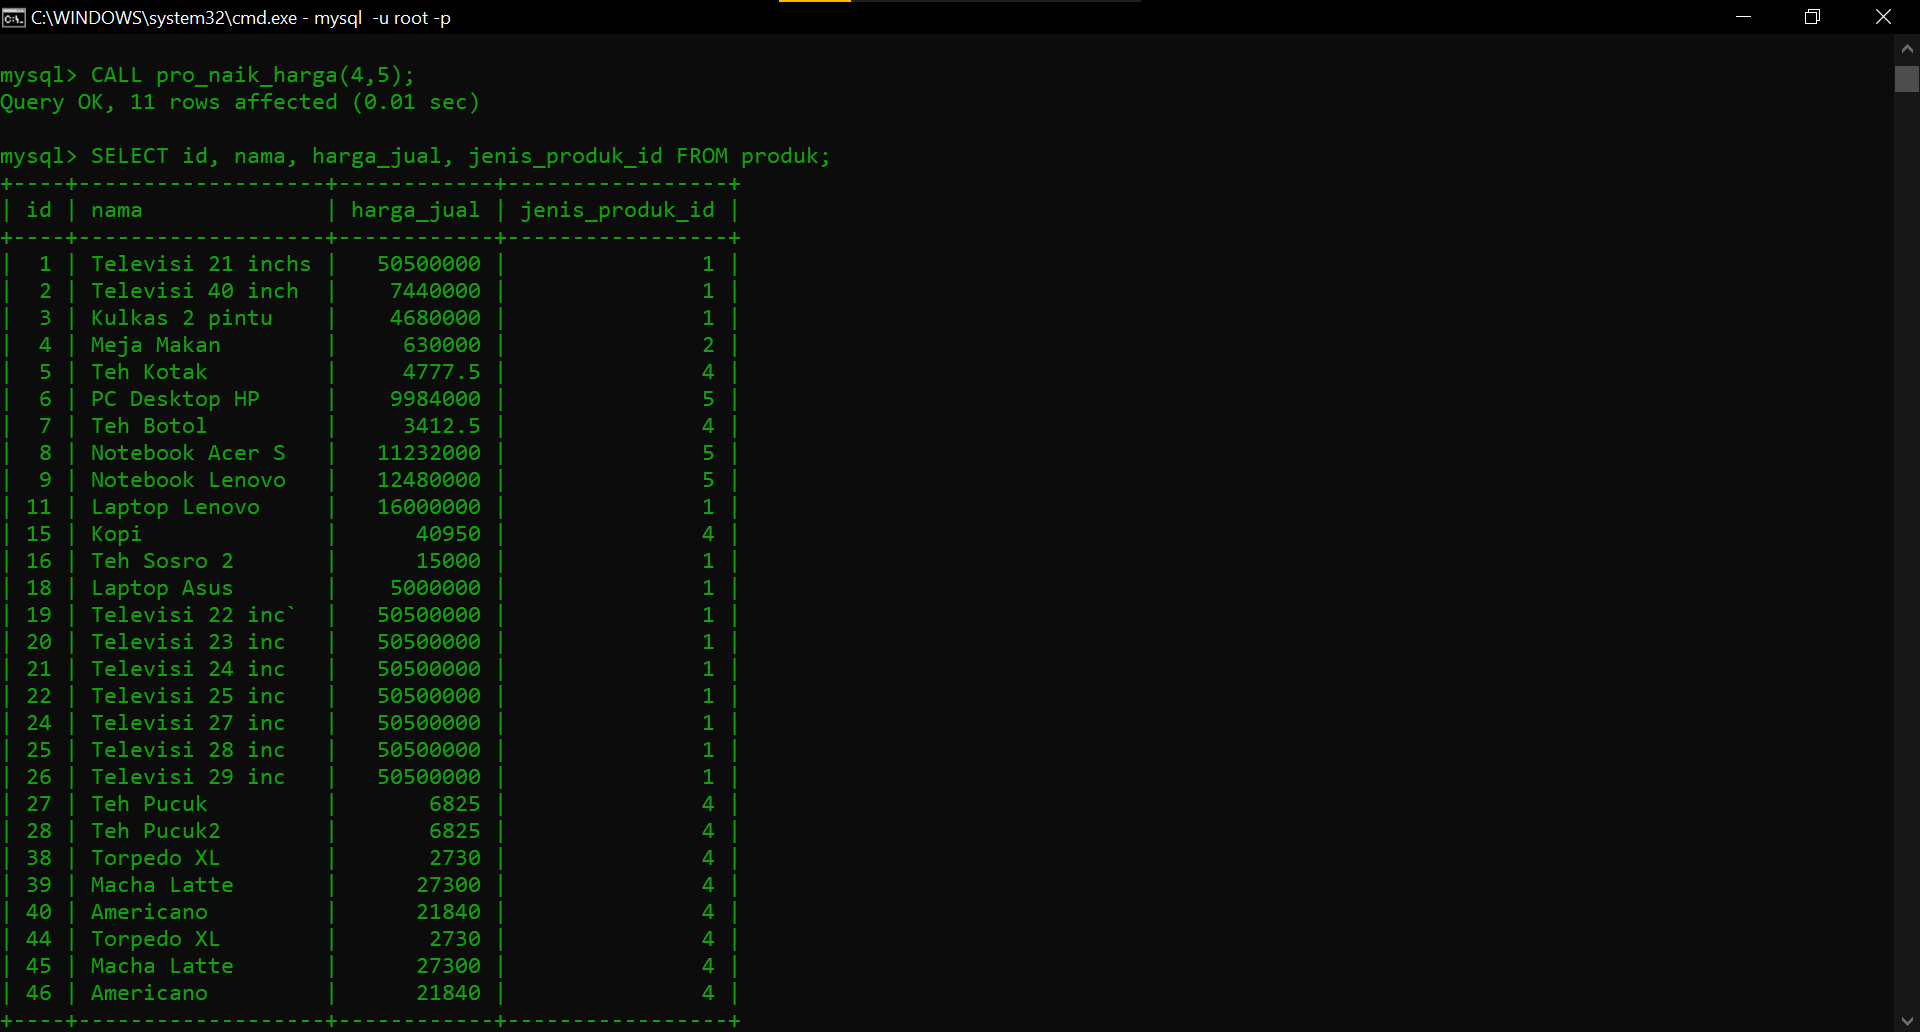 C:\WINDOWS\system32\cmd.exe - mysql  -u root -p
mysql> CALL pro_naik_harga(4,5);
Query OK, 11 rows affected (0.01 sec)
mysql> SELECT id, nama, harga_jual, jenis_produk_id FROM produk;
+----+-------------------+------------+-----------------+
| id | nama              | harga_jual | jenis_produk_id |
+----+-------------------+------------+-----------------+
|  1 | Televisi 21 inchs |   50500000 |               1 |
|  2 | Televisi 40 inch  |    7440000 |               1 |
|  3 | Kulkas 2 pintu    |    4680000 |               1 |
|  4 | Meja Makan        |     630000 |               2 |
|  5 | Teh Kotak         |     4777.5 |               4 |
|  6 | PC Desktop HP     |    9984000 |               5 |
|  7 | Teh Botol         |     3412.5 |               4 |
|  8 | Notebook Acer S   |   11232000 |               5 |
|  9 | Notebook Lenovo   |   12480000 |               5 |
| 11 | Laptop Lenovo     |   16000000 |               1 |
| 15 | Kopi              |      40950 |               4 |
| 16 | Teh Sosro 2       |      15000 |               1 |
| 18 | Laptop Asus       |    5000000 |               1 |
| 19 | Televisi 22 inc`  |   50500000 |               1 |
| 20 | Televisi 23 inc   |   50500000 |               1 |
| 21 | Televisi 24 inc   |   50500000 |               1 |
| 22 | Televisi 25 inc   |   50500000 |               1 |
| 24 | Televisi 27 inc   |   50500000 |               1 |
| 25 | Televisi 28 inc   |   50500000 |               1 |
| 26 | Televisi 29 inc   |   50500000 |               1 |
| 27 | Teh Pucuk         |       6825 |               4 |
| 28 | Teh Pucuk2        |       6825 |               4 |
| 38 | Torpedo XL        |       2730 |               4 |
| 39 | Macha Latte       |      27300 |               4 |
| 40 | Americano         |      21840 |               4 |
| 44 | Torpedo XL        |       2730 |               4 |
| 45 | Macha Latte       |      27300 |               4 |
| 46 | Americano         |      21840 |               4 |
+----+-------------------+------------+-----------------+